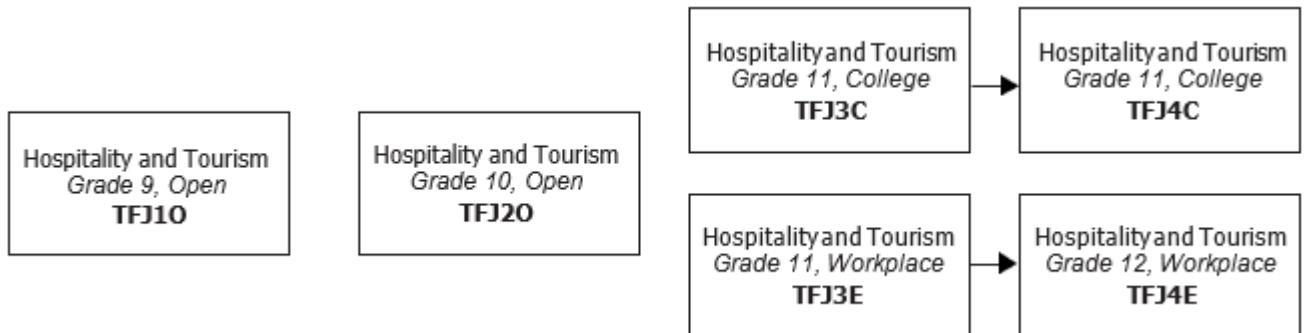 Hospitality and Tourism
Grade 9, Open
TFJ1O
Hospitality and Tourism
Grade 10, Open
TFJ2O
Hospitality and Tourism
Grade 11, College
TFJ3C
Hospitality and Tourism
Grade 11, College
TFJ4C
Hospitality and Tourism
Grade 11, Workplace
TFJ3E
Hospitality and Tourism
Grade 12, Workplace
TFJ4E